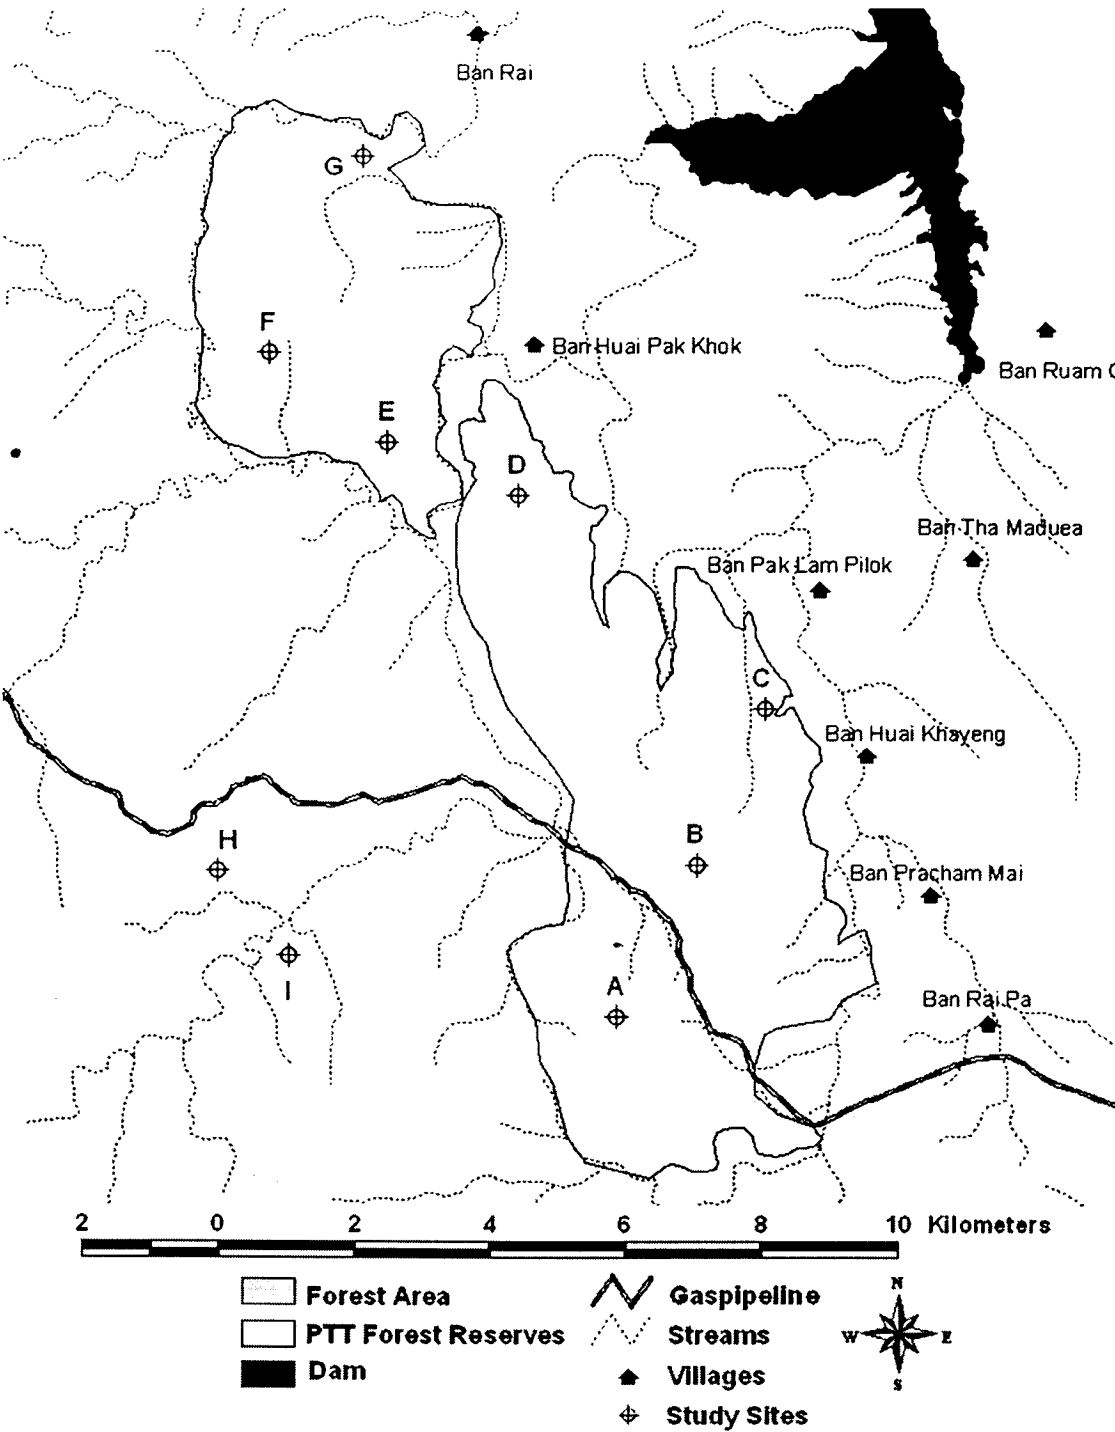 Ban Rai
G
F
Ban Huai Pak Khok
Ban Ruam
E
D
Ban Tha Maduea
Ban Pak Lam Pilok
C
Ban Huai Khayeng
H
B
Ban Pracham Mai
I
A
Ban Rai Pa
2 0 2 4 6 8 10 Kilometers
Forest Area
PTT Forest Reserves
Dam
Gaspipeline
Streams
Villages
Study Sites
N
W E
S